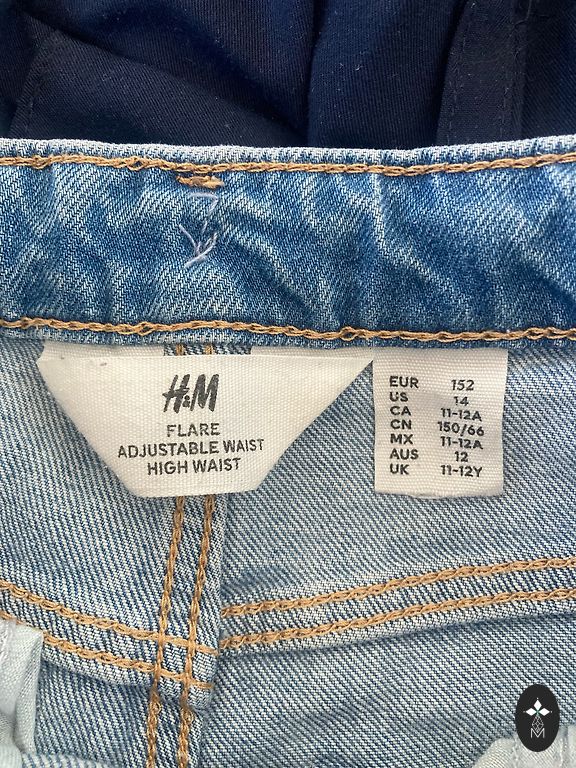 H&M
FLARE
ADJUSTABLE WAIST
HIGH WAIST
EUR 152
US 14
CA 11-12A
CN 150/66
MX 11-12A
AUS 12
UK 11-12Y
M